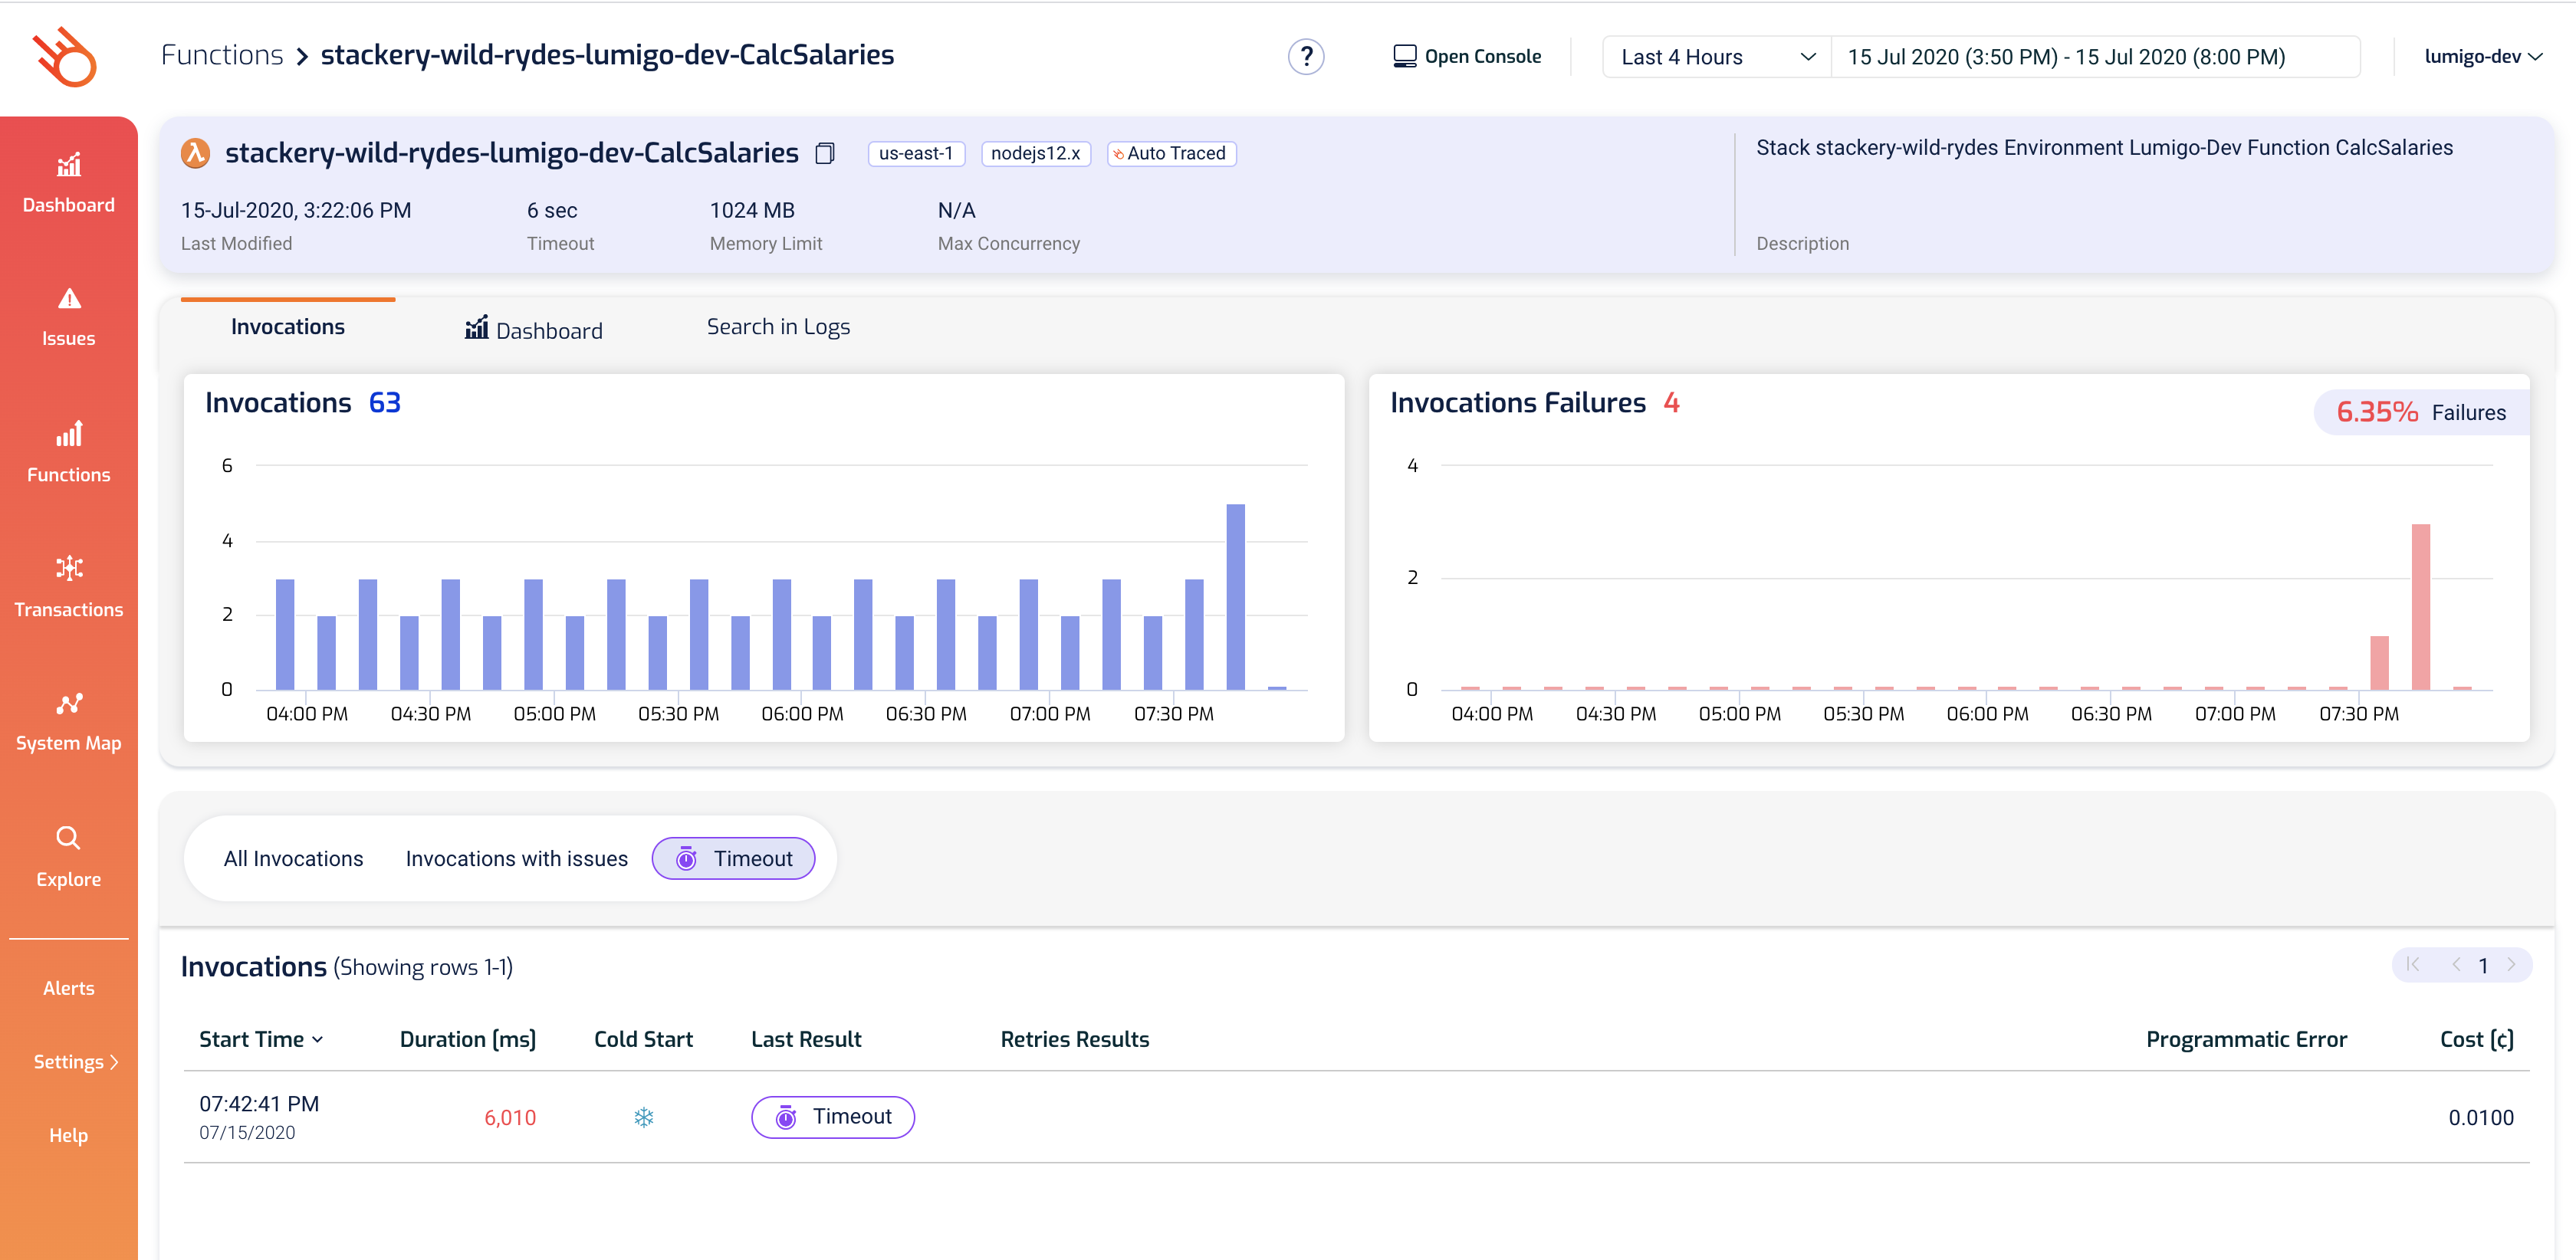 Functions > stackery-wild-rydes-lumigo-dev-CalcSalaries
?
Open Console
Last 4 Hours
15 Jul 2020 (3:50 PM) - 15 Jul 2020 (8:00 PM)
lumigo-dev
Dashboard
Issues
Functions
Transactions
System Map
Explore
Alerts
Settings >
Help
stackery-wild-rydes-lumigo-dev-CalcSalaries
us-east-1
nodejs12.x
Auto Traced
15-Jul-2020, 3:22:06 PM
Last Modified
6 sec
Timeout
1024 MB
Memory Limit
N/A
Max Concurrency
Stack stackery-wild-rydes Environment Lumigo-Dev Function CalcSalaries
Description
Invocations
Dashboard
Search in Logs
Invocations 63
6
4
2
0
04:00 PM 04:30 PM 05:00 PM 05:30 PM 06:00 PM 06:30 PM 07:00 PM 07:30 PM
Invocations Failures 4
6.35% Failures
4
2
0
04:00 PM 04:30 PM 05:00 PM 05:30 PM 06:00 PM 06:30 PM 07:00 PM 07:30 PM
All Invocations
Invocations with issues
Timeout
Invocations (Showing rows 1-1)
1
Start Time Duration [ms] Cold Start Last Result Retries Results Programmatic Error Cost [¢]
07:42:41 PM
07/15/2020
6,010
Timeout
0.0100